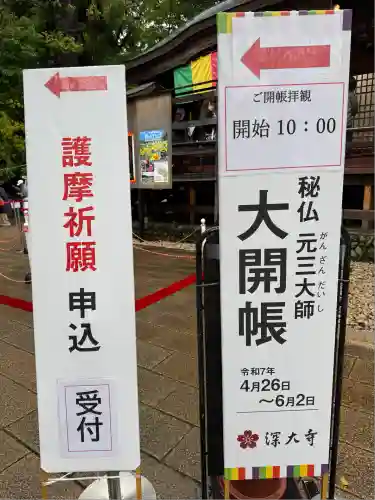 護摩祈願
申込
受付
ご開帳拝観
開始 10：00
秘仏 元三大師
がんざん だいし
大開帳
令和7年
4月26日
～6月2日
深大寺